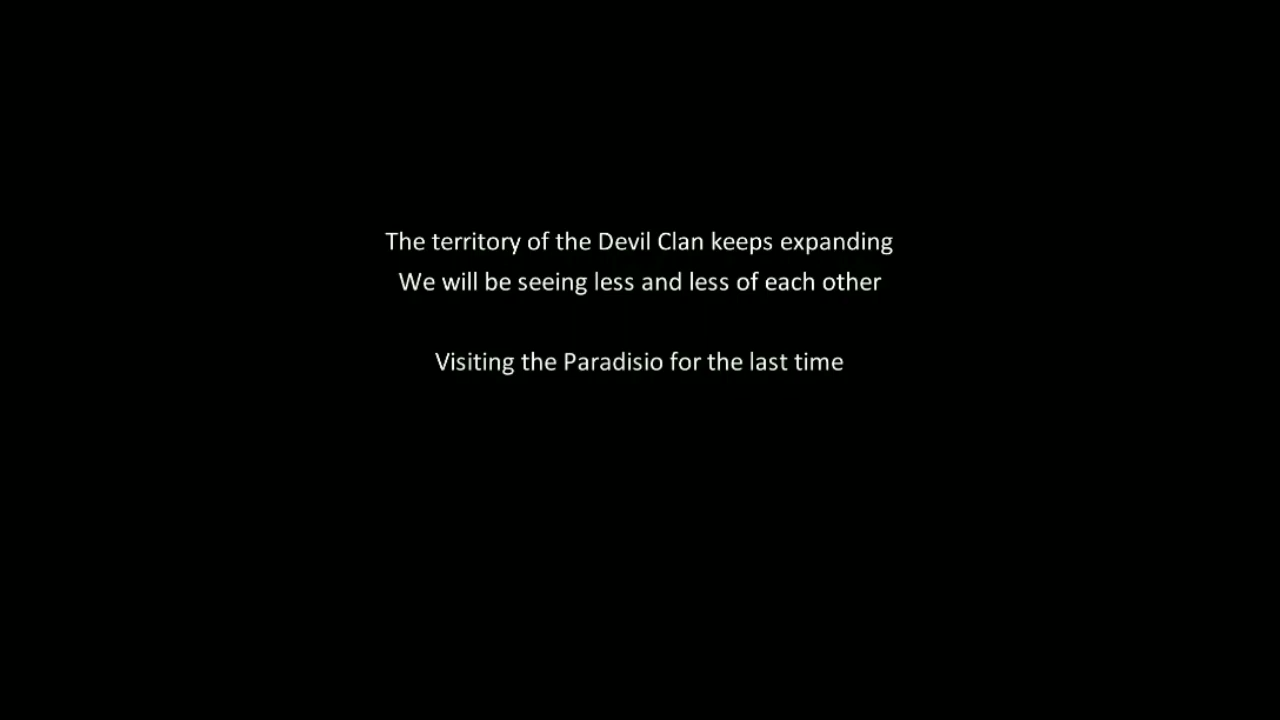 The territory of the Devil Clan keeps expanding
We will be seeing less and less of each other
Visiting the Paradisio for the last time